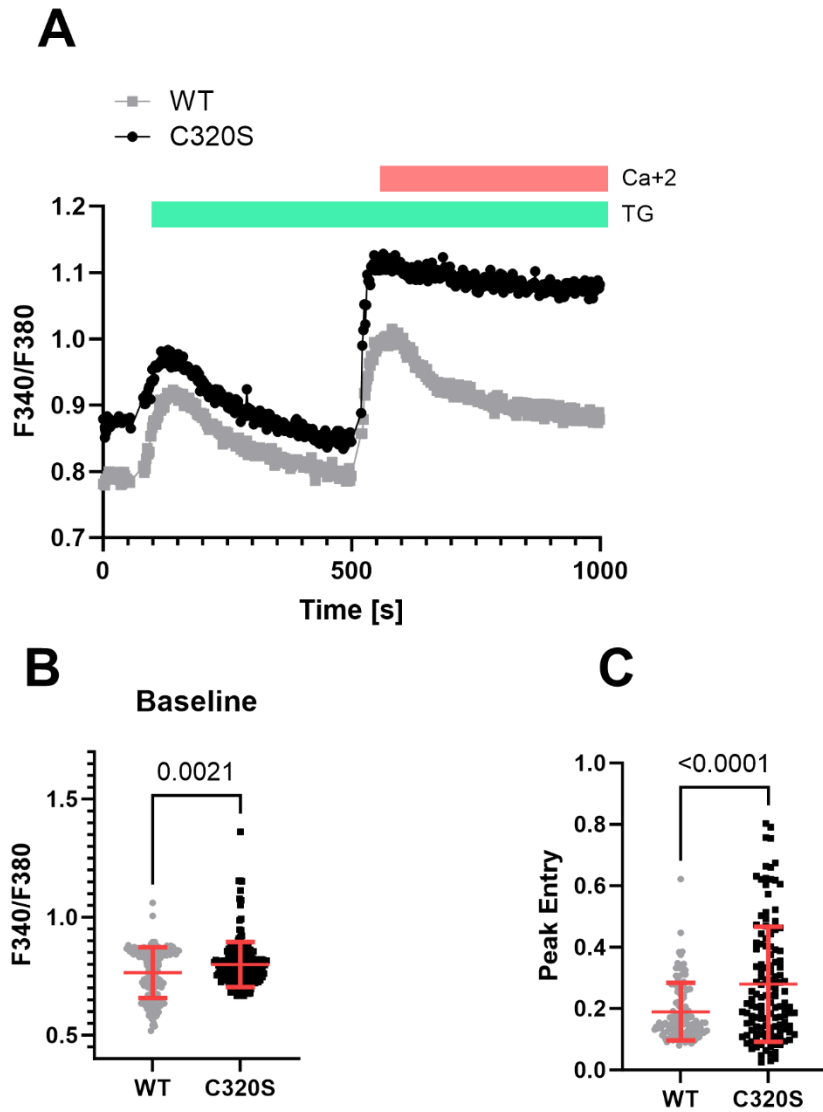 A
WT
C320S
Ca+2
TG
1.2
1.1
1.0
0.9
0.8
0.7
F340/F380
0
500
1000
Time [s]
B
Baseline
0.0021
1.5
1.0
0.5
F340/F380
WT
C320S
C
<0.0001
1.0
0.8
0.6
0.4
0.2
0.0
Peak Entry
WT
C320S